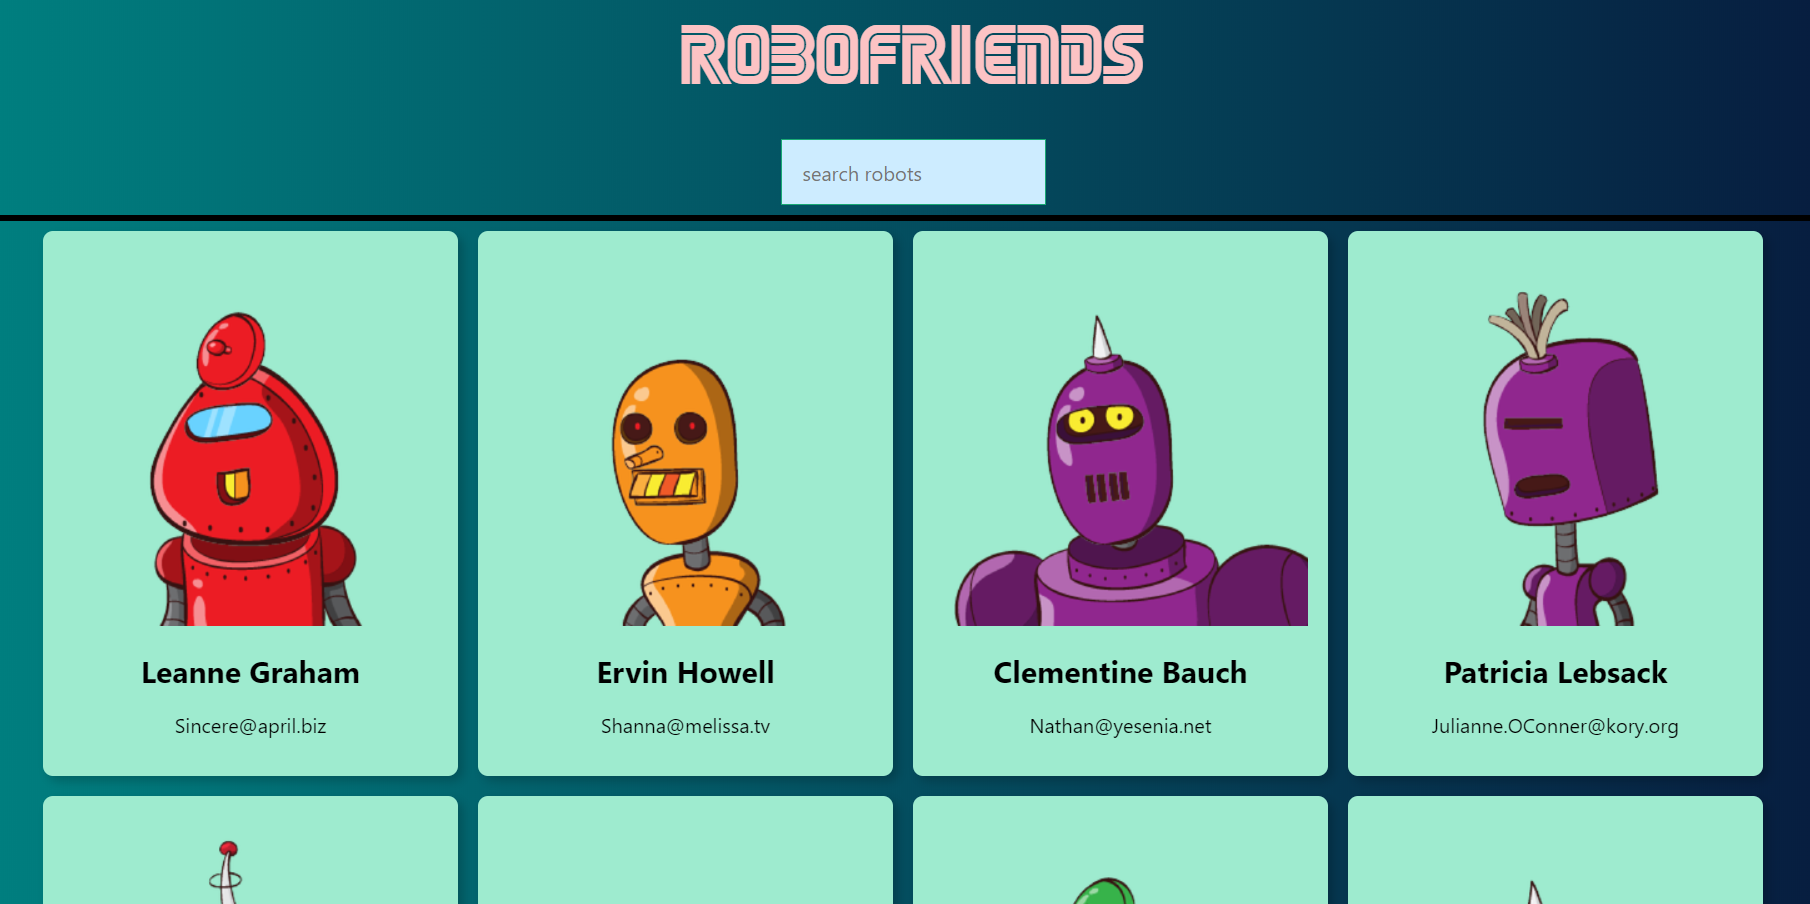 ROBOFRIENDS
search robots
Leanne Graham
Sincere@april.biz
Ervin Howell
Shanna@melissa.tv
Clementine Bauch
Nathan@yesenia.net
Patricia Lebsack
Julianne.OConner@kory.org